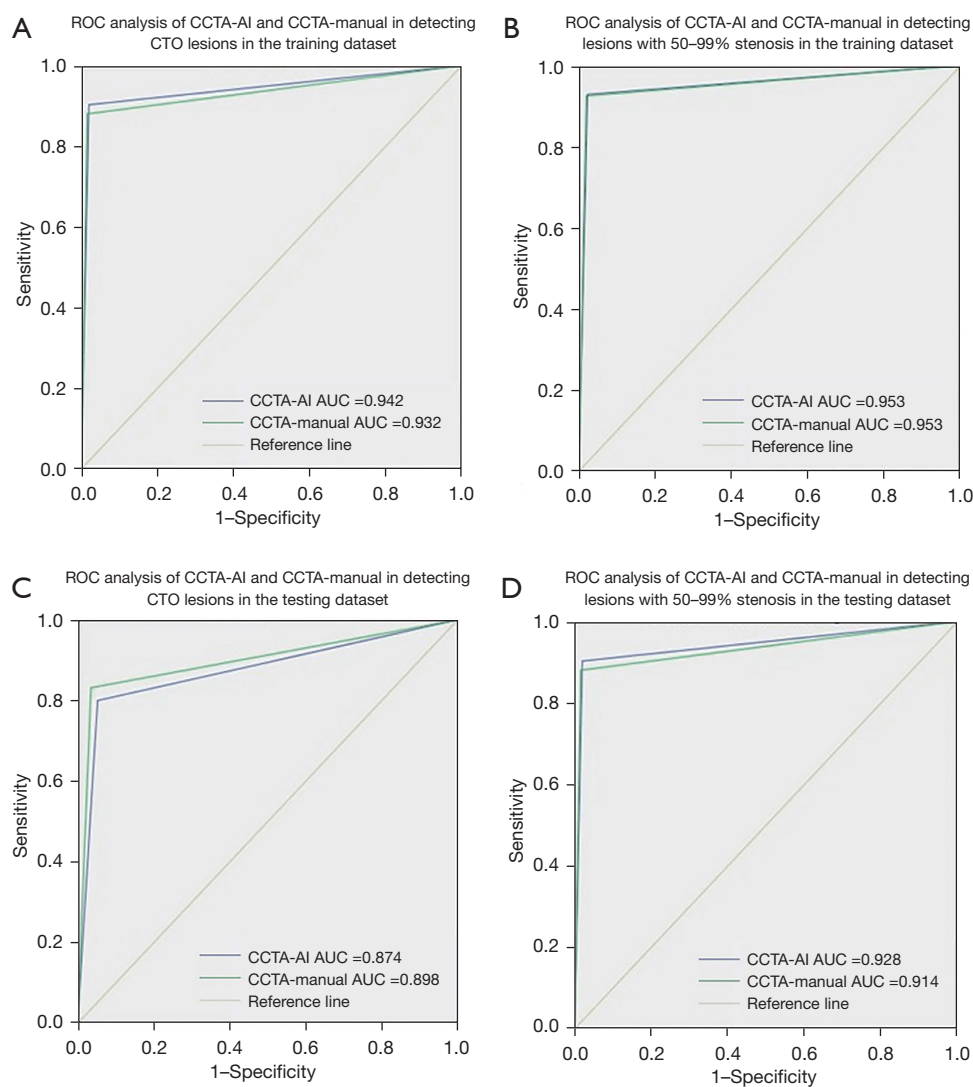 A
ROC analysis of CCTA-AI and CCTA-manual in detecting
CTO lesions in the training dataset
1.0
0.8
0.6
0.4
0.2
0.0
Sensitivity
CCTA-AI AUC =0.942
CCTA-manual AUC =0.932
Reference line
0.0 0.2 0.4 0.6 0.8 1.0
1–Specificity
B
ROC analysis of CCTA-AI and CCTA-manual in detecting
lesions with 50–99% stenosis in the training dataset
1.0
0.8
0.6
0.4
0.2
0.0
Sensitivity
CCTA-AI AUC =0.953
CCTA-manual AUC =0.953
Reference line
0.0 0.2 0.4 0.6 0.8 1.0
1–Specificity
C
ROC analysis of CCTA-AI and CCTA-manual in detecting
CTO lesions in the testing dataset
1.0
0.8
0.6
0.4
0.2
0.0
Sensitivity
CCTA-AI AUC =0.874
CCTA-manual AUC =0.898
Reference line
0.0 0.2 0.4 0.6 0.8 1.0
1–Specificity
D
ROC analysis of CCTA-AI and CCTA-manual in detecting
lesions with 50–99% stenosis in the testing dataset
1.0
0.8
0.6
0.4
0.2
0.0
Sensitivity
CCTA-AI AUC =0.928
CCTA-manual AUC =0.914
Reference line
0.0 0.2 0.4 0.6 0.8 1.0
1–Specificity